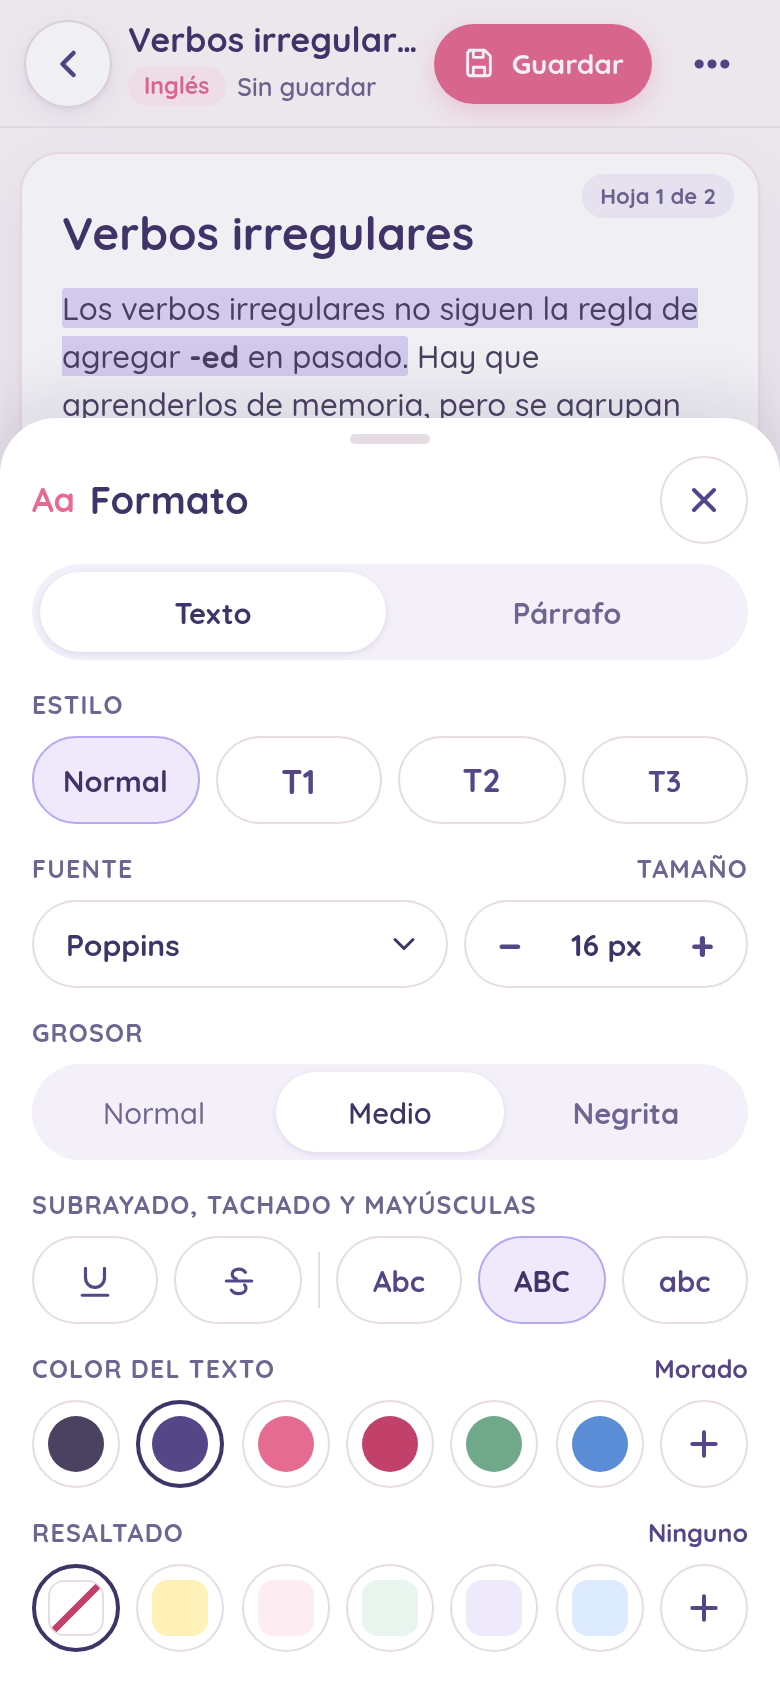 Verbos irregular...
Inglés
Sin guardar
Guardar
Hoja 1 de 2
Verbos irregulares
Los verbos irregulares no siguen la regla de
agregar -ed en pasado. Hay que
aprenderlos de memoria, pero se agrupan
Aa Formato
Texto
Párrafo
ESTILO
Normal
T1
T2
T3
FUENTE
TAMAÑO
Poppins
− 16 px +
GROSOR
Normal
Medio
Negrita
SUBRAYADO, TACHADO Y MAYÚSCULAS
U
S
Abc
ABC
abc
COLOR DEL TEXTO
Morado
RESALTADO
Ninguno